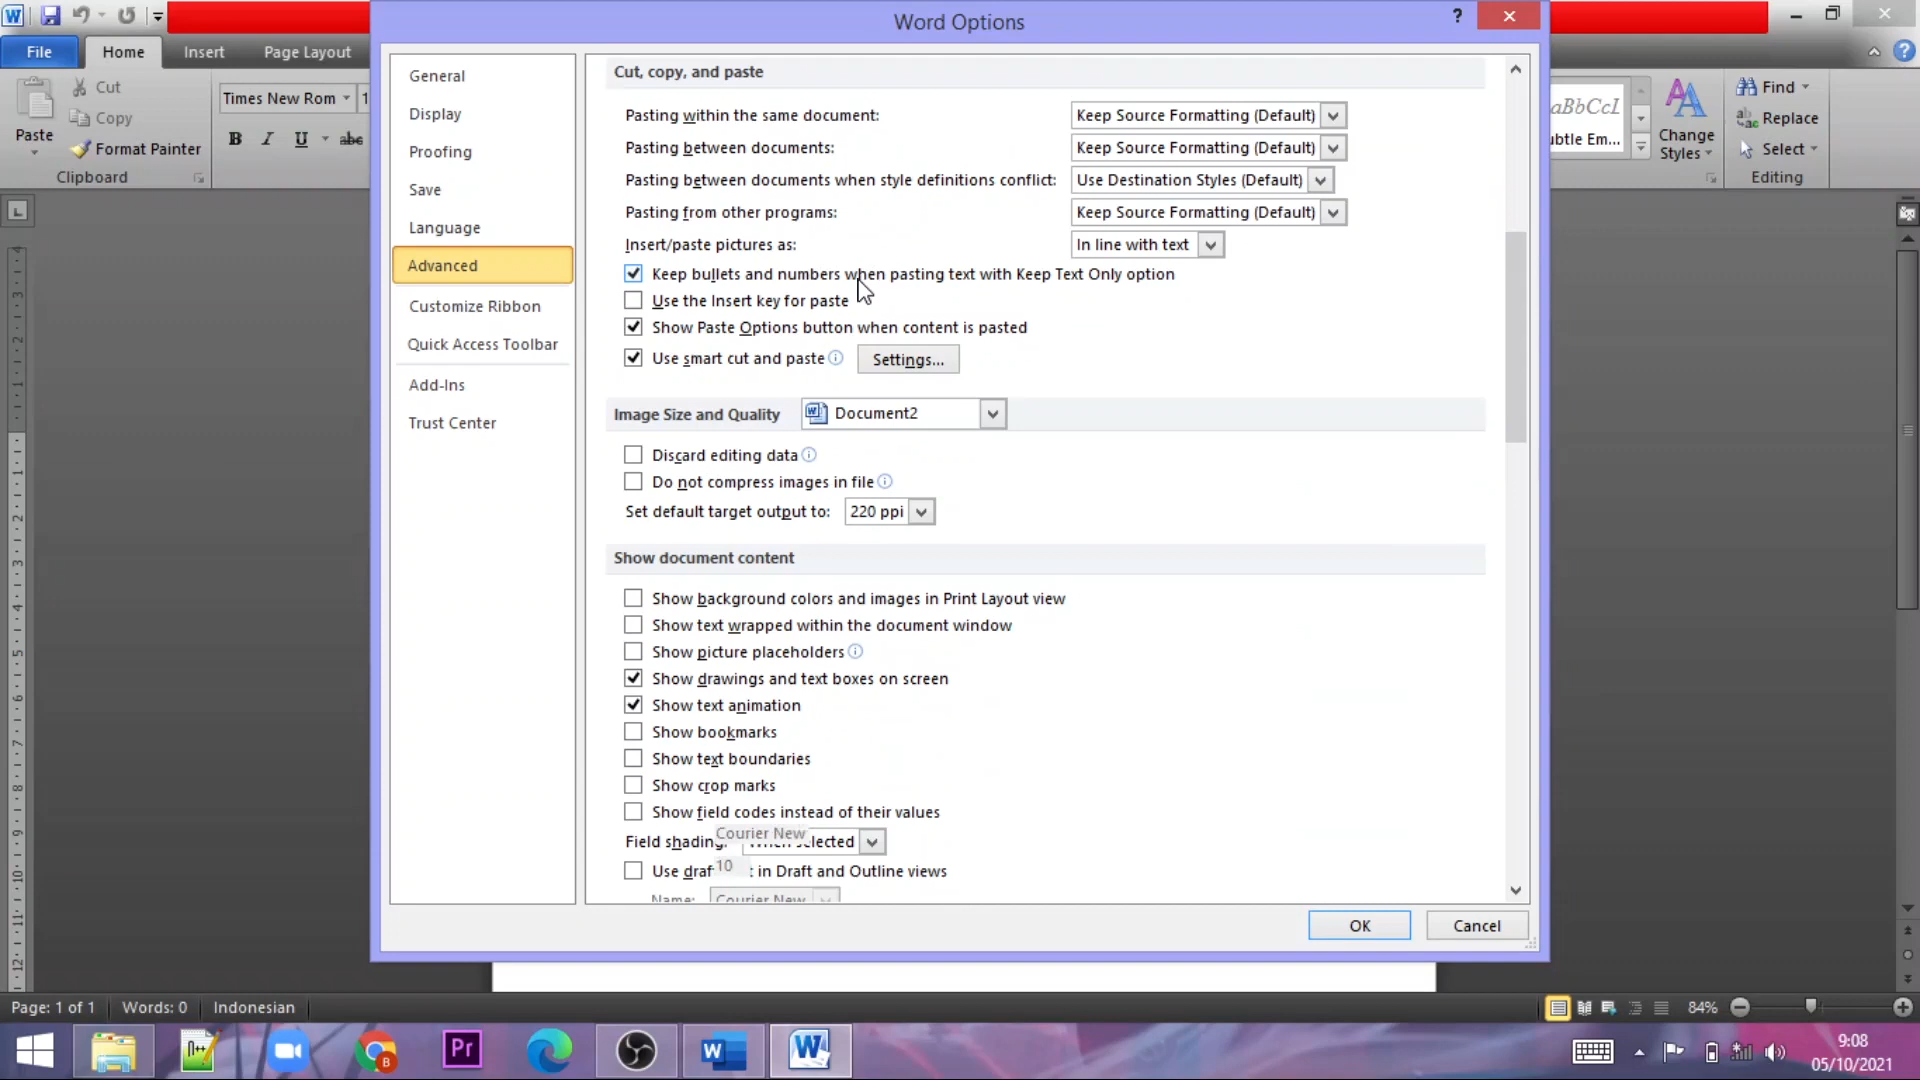 Word Options
?
File
Home
Insert
Page Layout
Cut
Copy
Format Painter
Paste
Clipboard
Times New Rom
1
B I U abe
General
Display
Proofing
Save
Language
Advanced
Customize Ribbon
Quick Access Toolbar
Add-Ins
Trust Center
Cut, copy, and paste
Pasting within the same document: Keep Source Formatting (Default)
Pasting between documents: Keep Source Formatting (Default)
Pasting between documents when style definitions conflict: Use Destination Styles (Default)
Pasting from other programs: Keep Source Formatting (Default)
Insert/paste pictures as: In line with text
Keep bullets and numbers when pasting text with Keep Text Only option
Use the Insert key for paste
Show Paste Options button when content is pasted
Use smart cut and paste Settings...
Image Size and Quality Document2
Discard editing data
Do not compress images in file
Set default target output to: 220 ppi
Show document content
Show background colors and images in Print Layout view
Show text wrapped within the document window
Show picture placeholders
Show drawings and text boxes on screen
Show text animation
Show bookmarks
Show text boundaries
Show crop marks
Show field codes instead of their values
Courier New
Field shading: When selected
10
Use draf t in Draft and Outline views
Name: Courier New
OK
Cancel
aBbCcL
ubtle Em...
Change
Styles
Find
Replace
Select
Editing
Page: 1 of 1 Words: 0 Indonesian
84%
Pr
9:08
05/10/2021